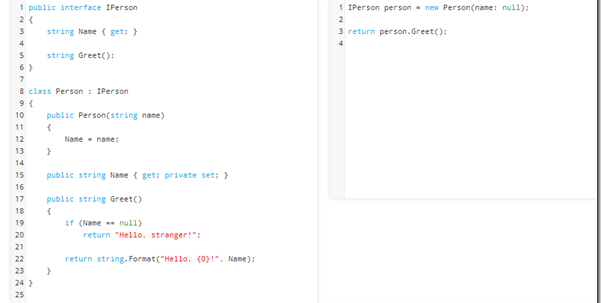 1 public interface IPerson
2 {
3 string Name { get; }
4
5 string Greet();
6 }
7
8 class Person : IPerson
9 {
10 public Person(string name)
11 {
12 Name = name;
13 }
14
15 public string Name { get; private set; }
16
17 public string Greet()
18 {
19 if (Name == null)
20 return "Hello, stranger!";
21
22 return string.Format("Hello, {0}!", Name);
23 }
24 }
25
1 IPerson person = new Person(name: null);
2
3 return person.Greet();
4